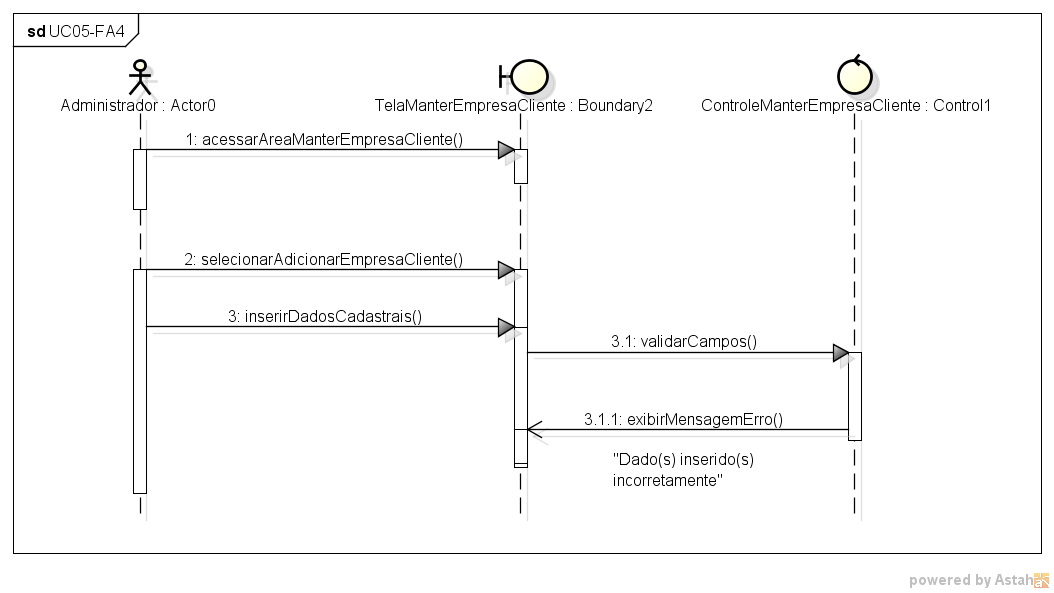 sd UC05-FA4
Administrador : Actor0
TelaManterEmpresaCliente : Boundary2
ControleManterEmpresaCliente : Control1
1: acessarAreaManterEmpresaCliente()
2: selecionarAdicionarEmpresaCliente()
3: inserirDadosCadastrais()
3.1: validarCampos()
3.1.1: exibirMensagemErro()
"Dado(s) inserido(s)
incorretamente"
powered by Astah